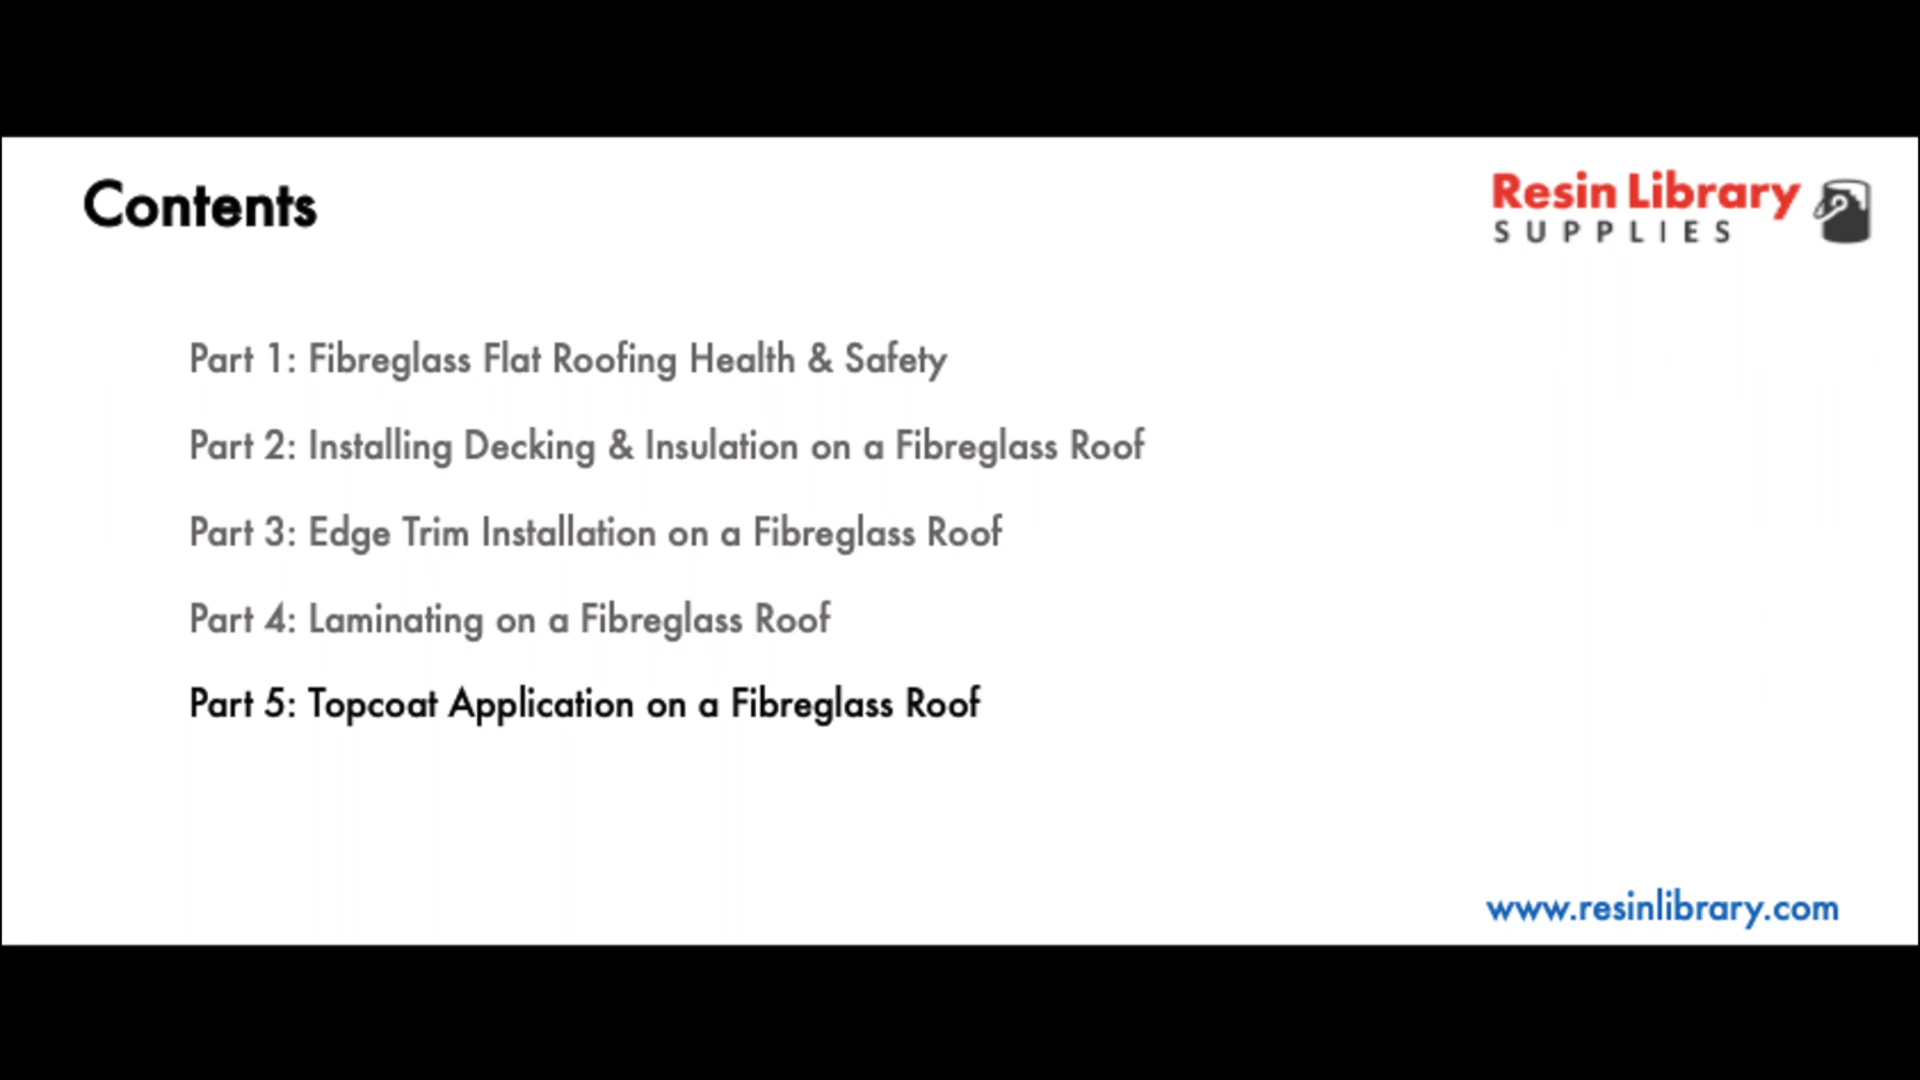 Contents
Resin Library
SUPPLIES
Part 1: Fibreglass Flat Roofing Health & Safety
Part 2: Installing Decking & Insulation on a Fibreglass Roof
Part 3: Edge Trim Installation on a Fibreglass Roof
Part 4: Laminating on a Fibreglass Roof
Part 5: Topcoat Application on a Fibreglass Roof
www.resinlibrary.com